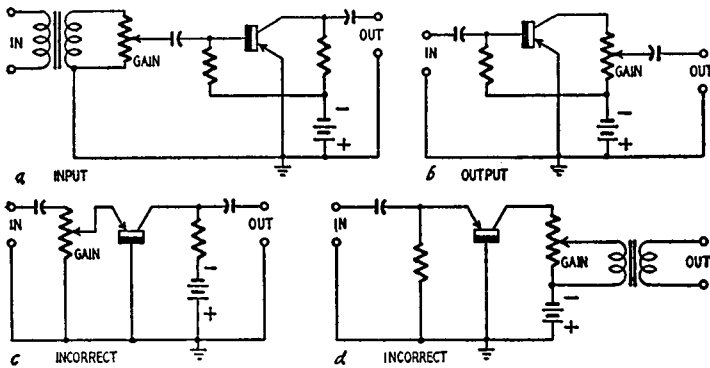 IN
GAIN
OUT
−
+
a INPUT
IN
GAIN
OUT
−
+
b OUTPUT
IN
GAIN
OUT
−
+
c INCORRECT
IN
GAIN
OUT
−
+
d INCORRECT